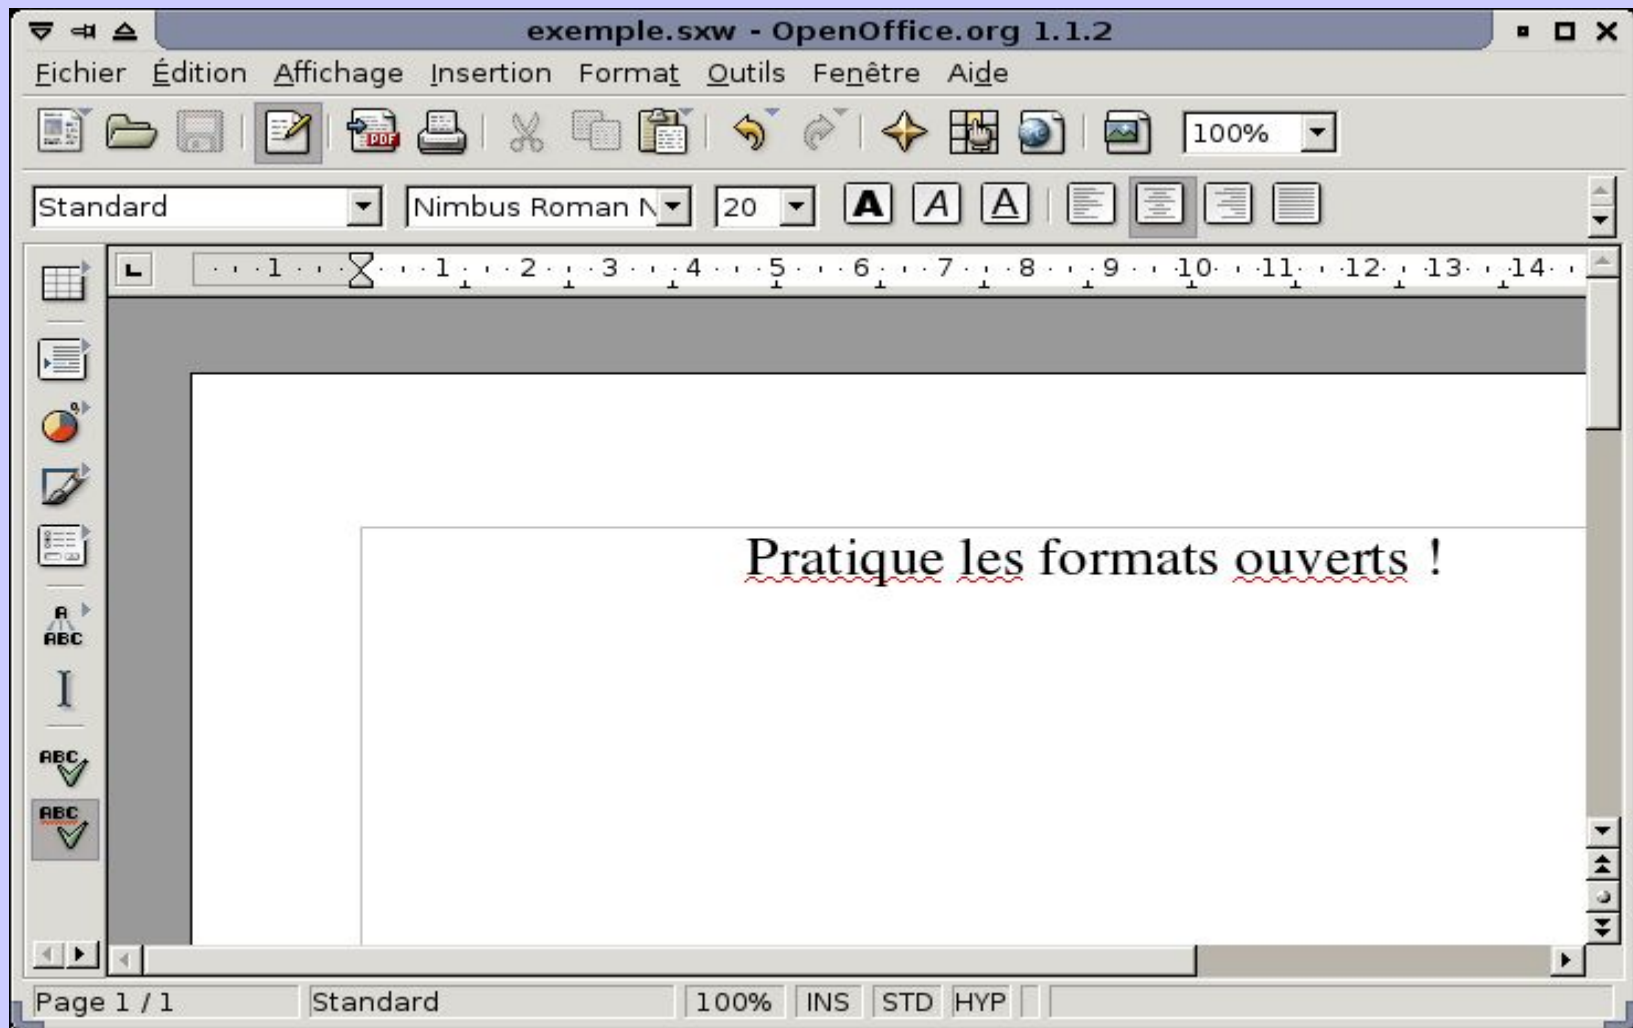 exemple.sxw - OpenOffice.org 1.1.2
Fichier Édition Affichage Insertion Format Outils Fenêtre Aide
PDF 100%
Standard Nimbus Roman N 20 A A A
1 1 2 3 4 5 6 7 8 9 10 11 12 13 14
Pratique les formats ouverts !
A
ABC
ABC
ABC
Page 1 / 1 Standard 100% INS STD HYP